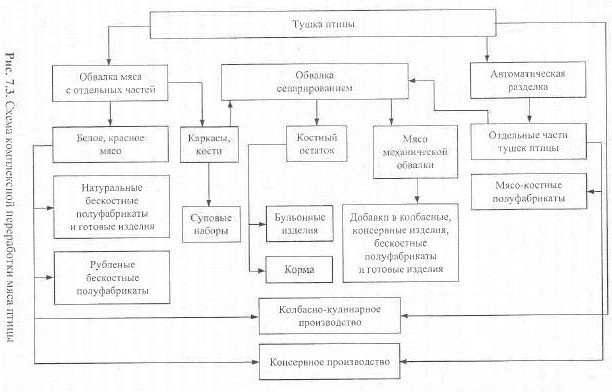 Тушка птицы
Обвалка мяса
с отдельных частей
Обвалка
сепарированием
Автоматическая
разделка
Белое, красное
мясо
Каркасы,
кости
Костный
остаток
Мясо
механической
обвалки
Отдельные части
тушек птицы
Натуральные
бескостные
полуфабрикаты
и готовые изделия
Суповые
наборы
Бульонные
изделия
Добавки в колбасные,
консервные изделия,
бескостные
полуфабрикаты
и готовые изделия
Мясо-костные
полуфабрикаты
Рубленые
бескостные
полуфабрикаты
Корма
Колбасно-кулинарное
производство
Консервное производство
Рис. 7.3. Схема комплексной переработки мяса птицы